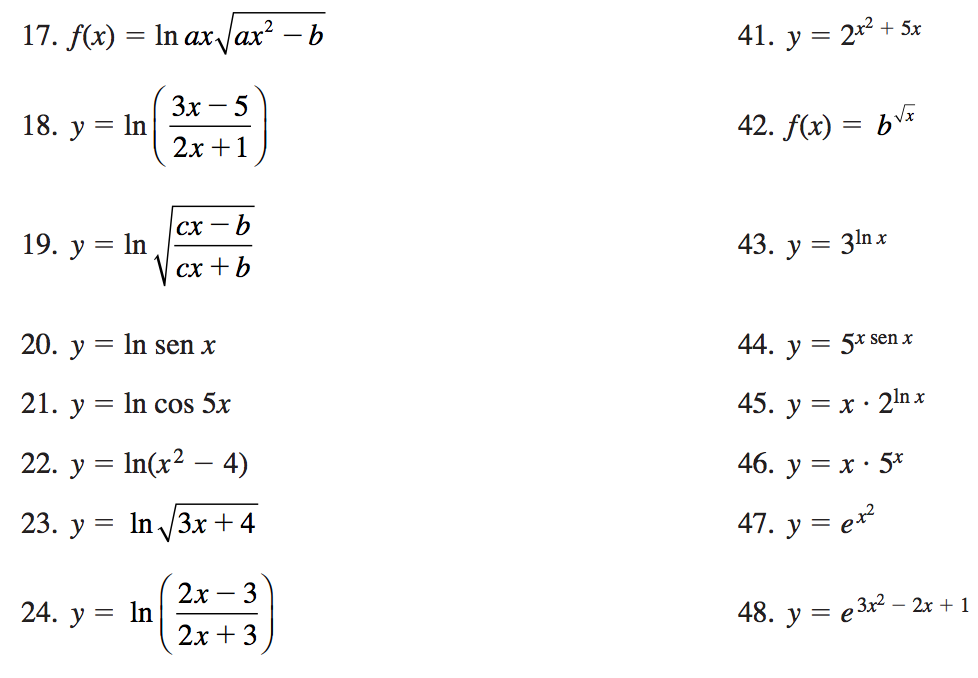 17. f(x) = ln ax√(ax² – b)
18. y = ln((3x – 5)/(2x + 1))
19. y = ln √((cx – b)/(cx + b))
20. y = ln sen x
21. y = ln cos 5x
22. y = ln(x² – 4)
23. y = ln √(3x + 4)
24. y = ln((2x – 3)/(2x + 3))
41. y = 2^(x² + 5x)
42. f(x) = b^(√x)
43. y = 3^(ln x)
44. y = 5^(x sen x)
45. y = x · 2^(ln x)
46. y = x · 5^x
47. y = e^(x²)
48. y = e^(3x² – 2x + 1)